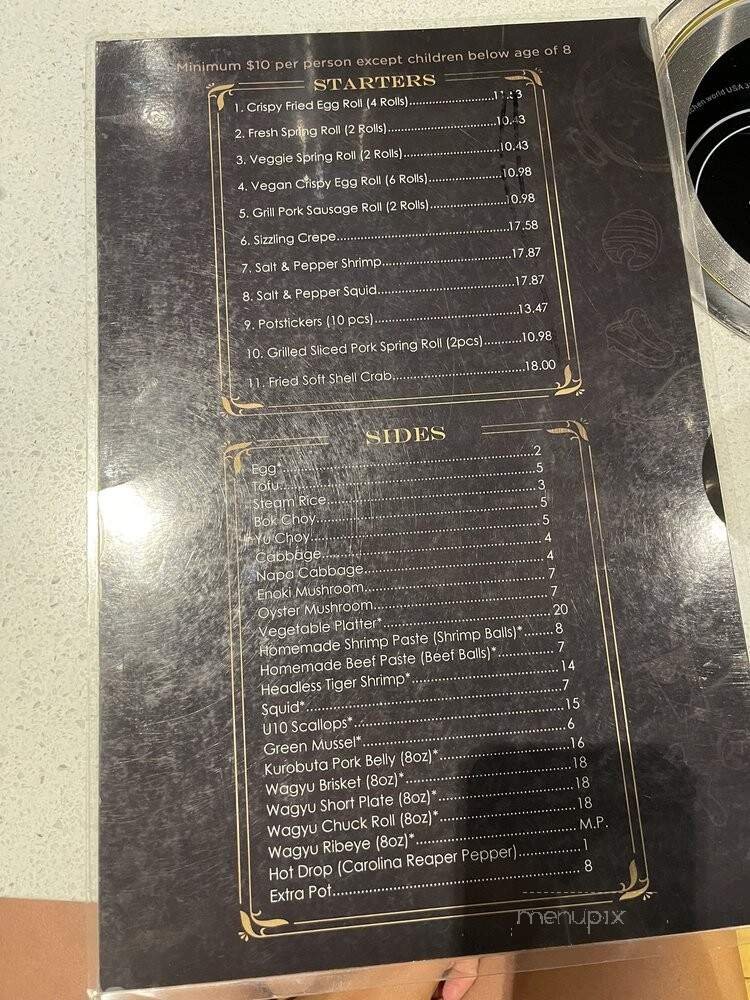 Minimum $10 per person except children below age of 8
STARTERS
1. Crispy Fried Egg Roll (4 Rolls)
2. Fresh Spring Roll (2 Rolls)....10.43
3. Veggie Spring Roll (2 Rolls)....10.43
4. Vegan Crispy Egg Roll (6 Rolls)....10.98
5. Grill Pork Sausage Roll (2 Rolls)....10.98
6. Sizzling Crepe....17.58
7. Salt & Pepper Shrimp....17.87
8. Salt & Pepper Squid....17.87
9. Potstickers (10 pcs)....13.47
10. Grilled Sliced Pork Spring Roll (2pcs)....10.98
11. Fried Soft Shell Crab....18.00
SIDES
Egg*....2
Tofu....5
Steam Rice....3
Bok Choy....5
Yu Choy....5
Cabbage....4
Napa Cabbage....4
Enoki Mushroom....7
Oyster Mushroom....7
Vegetable Platter*....20
Homemade Shrimp Paste (Shrimp Balls)*....8
Homemade Beef Paste (Beef Balls)*....7
Headless Tiger Shrimp*....14
Squid*....7
U10 Scallops*....15
Green Mussel*....6
Kurobuta Pork Belly (8oz)*....16
Wagyu Brisket (8oz)*....18
Wagyu Short Plate (8oz)*....18
Wagyu Chuck Roll (8oz)*....18
Wagyu Ribeye (8oz)*....M.P.
Hot Drop (Carolina Reaper Pepper)....1
Extra Pot....8
menupix
world USA